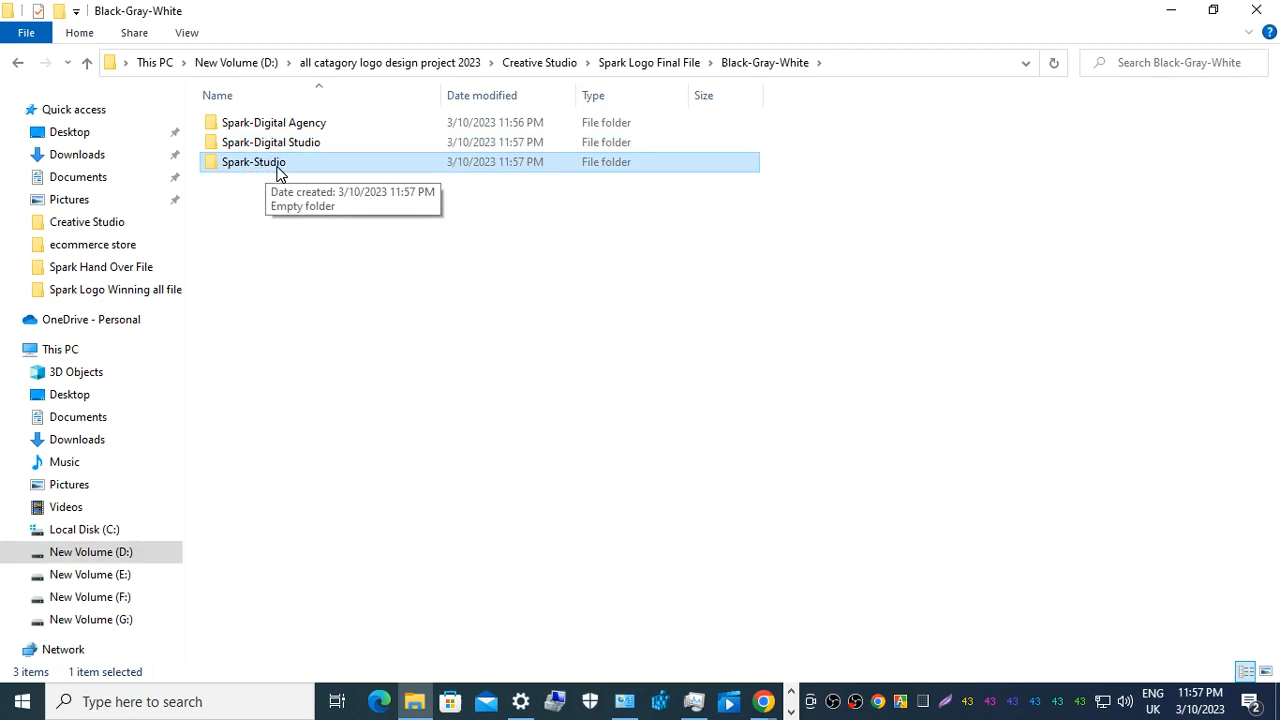 Black-Gray-White
File
Home
Share
View
This PC
New Volume (D:)
all catagory logo design project 2023
Creative Studio
Spark Logo Final File
Black-Gray-White
Search Black-Gray-White
Name
Date modified
Type
Size
Spark-Digital Agency
3/10/2023 11:56 PM
File folder
Spark-Digital Studio
3/10/2023 11:57 PM
File folder
Spark-Studio
3/10/2023 11:57 PM
File folder
Date created: 3/10/2023 11:57 PM
Empty folder
Quick access
Desktop
Downloads
Documents
Pictures
Creative Studio
ecommerce store
Spark Hand Over File
Spark Logo Winning all file
OneDrive - Personal
This PC
3D Objects
Desktop
Documents
Downloads
Music
Pictures
Videos
Local Disk (C:)
New Volume (D:)
New Volume (E:)
New Volume (F:)
New Volume (G:)
Network
3 items
1 item selected
Type here to search
43
43
43
43
43
43
ENG
UK
11:57 PM
3/10/2023
2